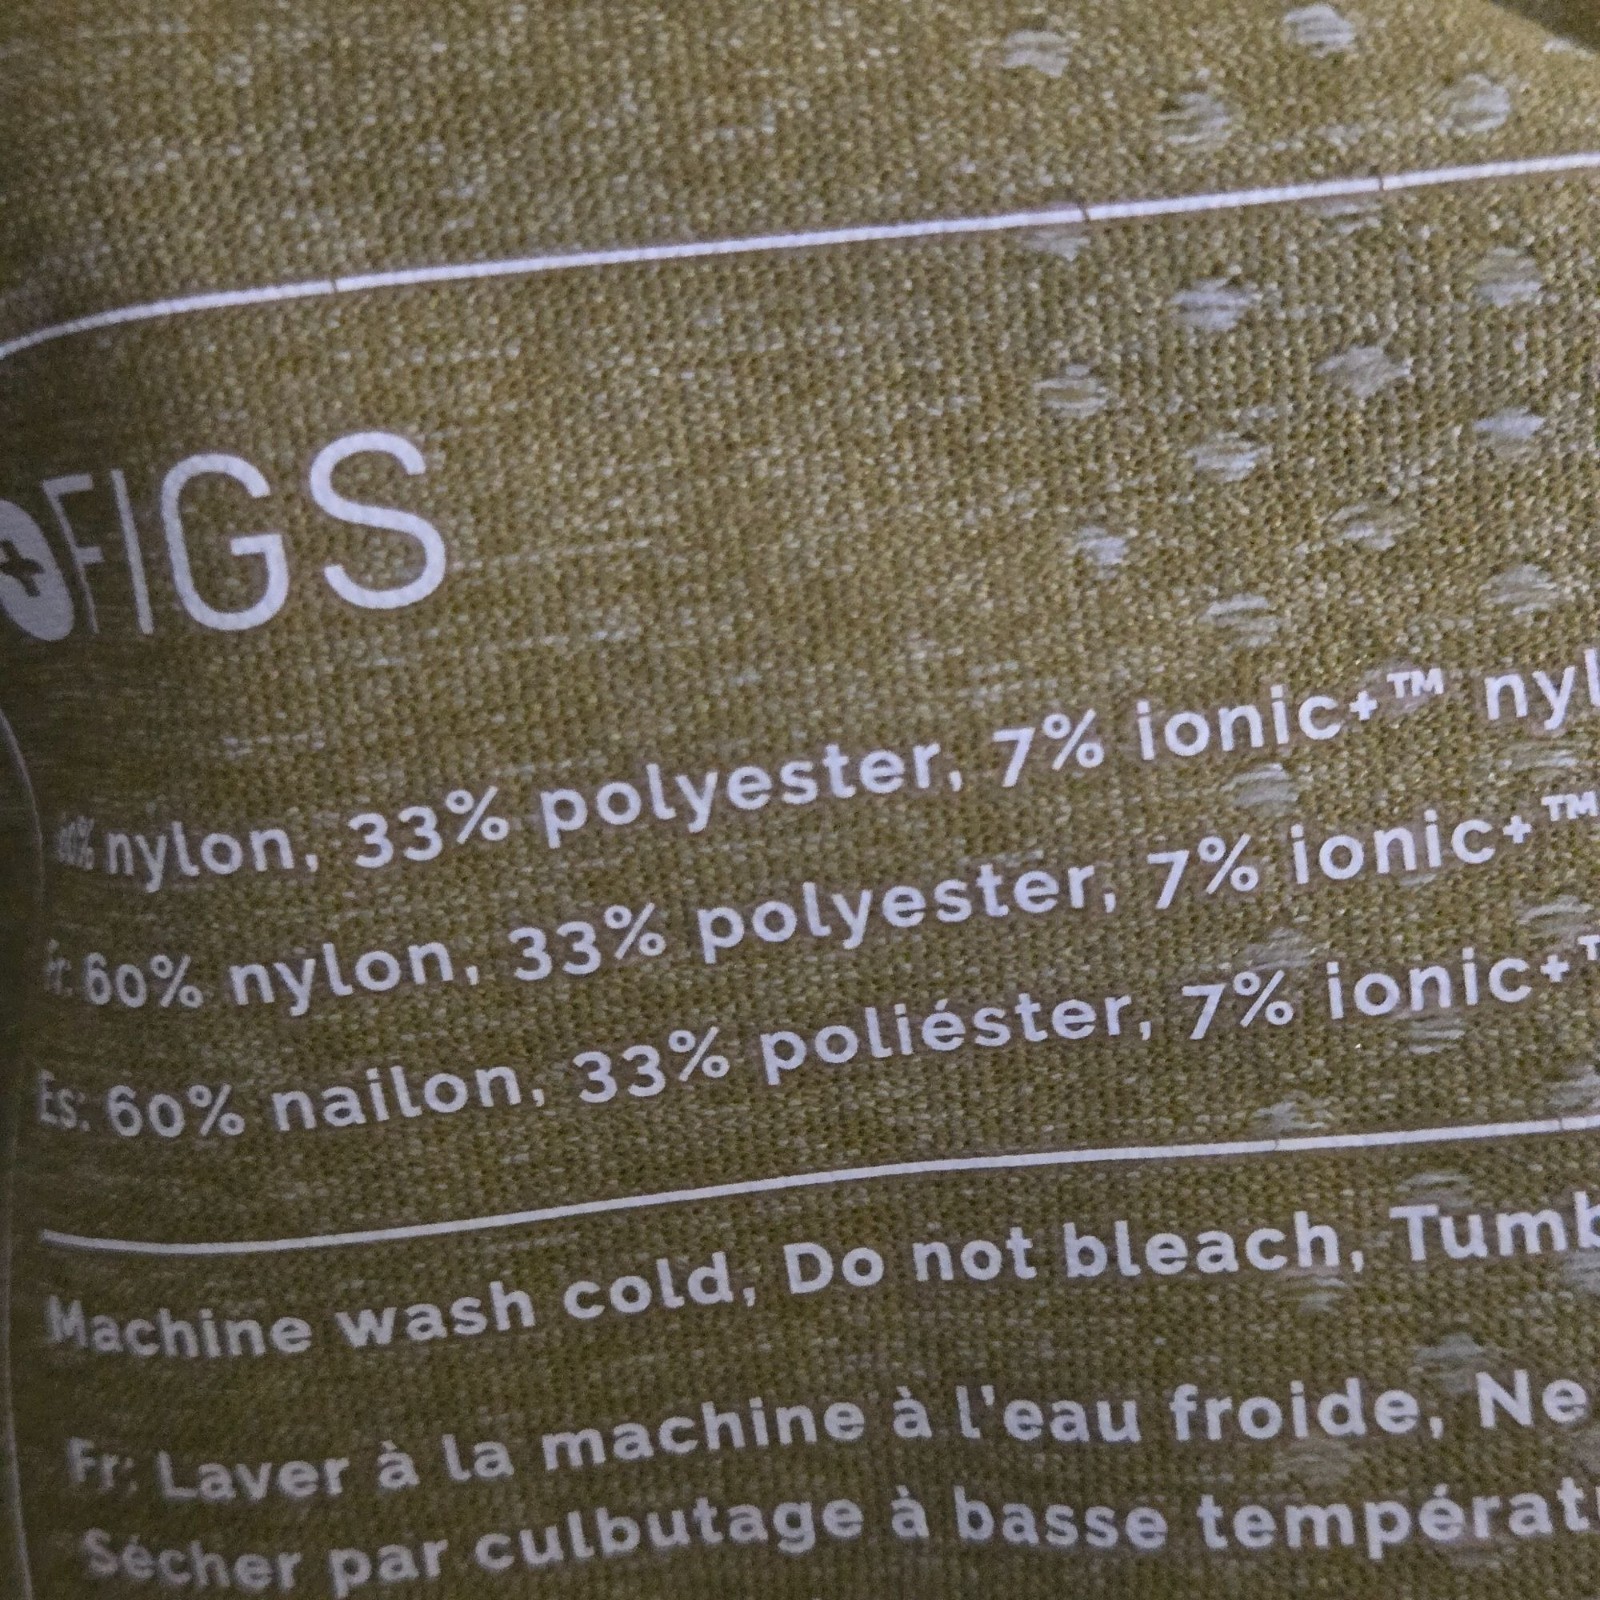 FIGS
nylon, 33% polyester, 7% ionic+™ nyl
Fr: 60% nylon, 33% polyester, 7% ionic+™
Es: 60% nailon, 33% poliéster, 7% ionic+™
Machine wash cold, Do not bleach, Tumb
Fr: Laver à la machine à l'eau froide, Ne
Sécher par culbutage à basse températ